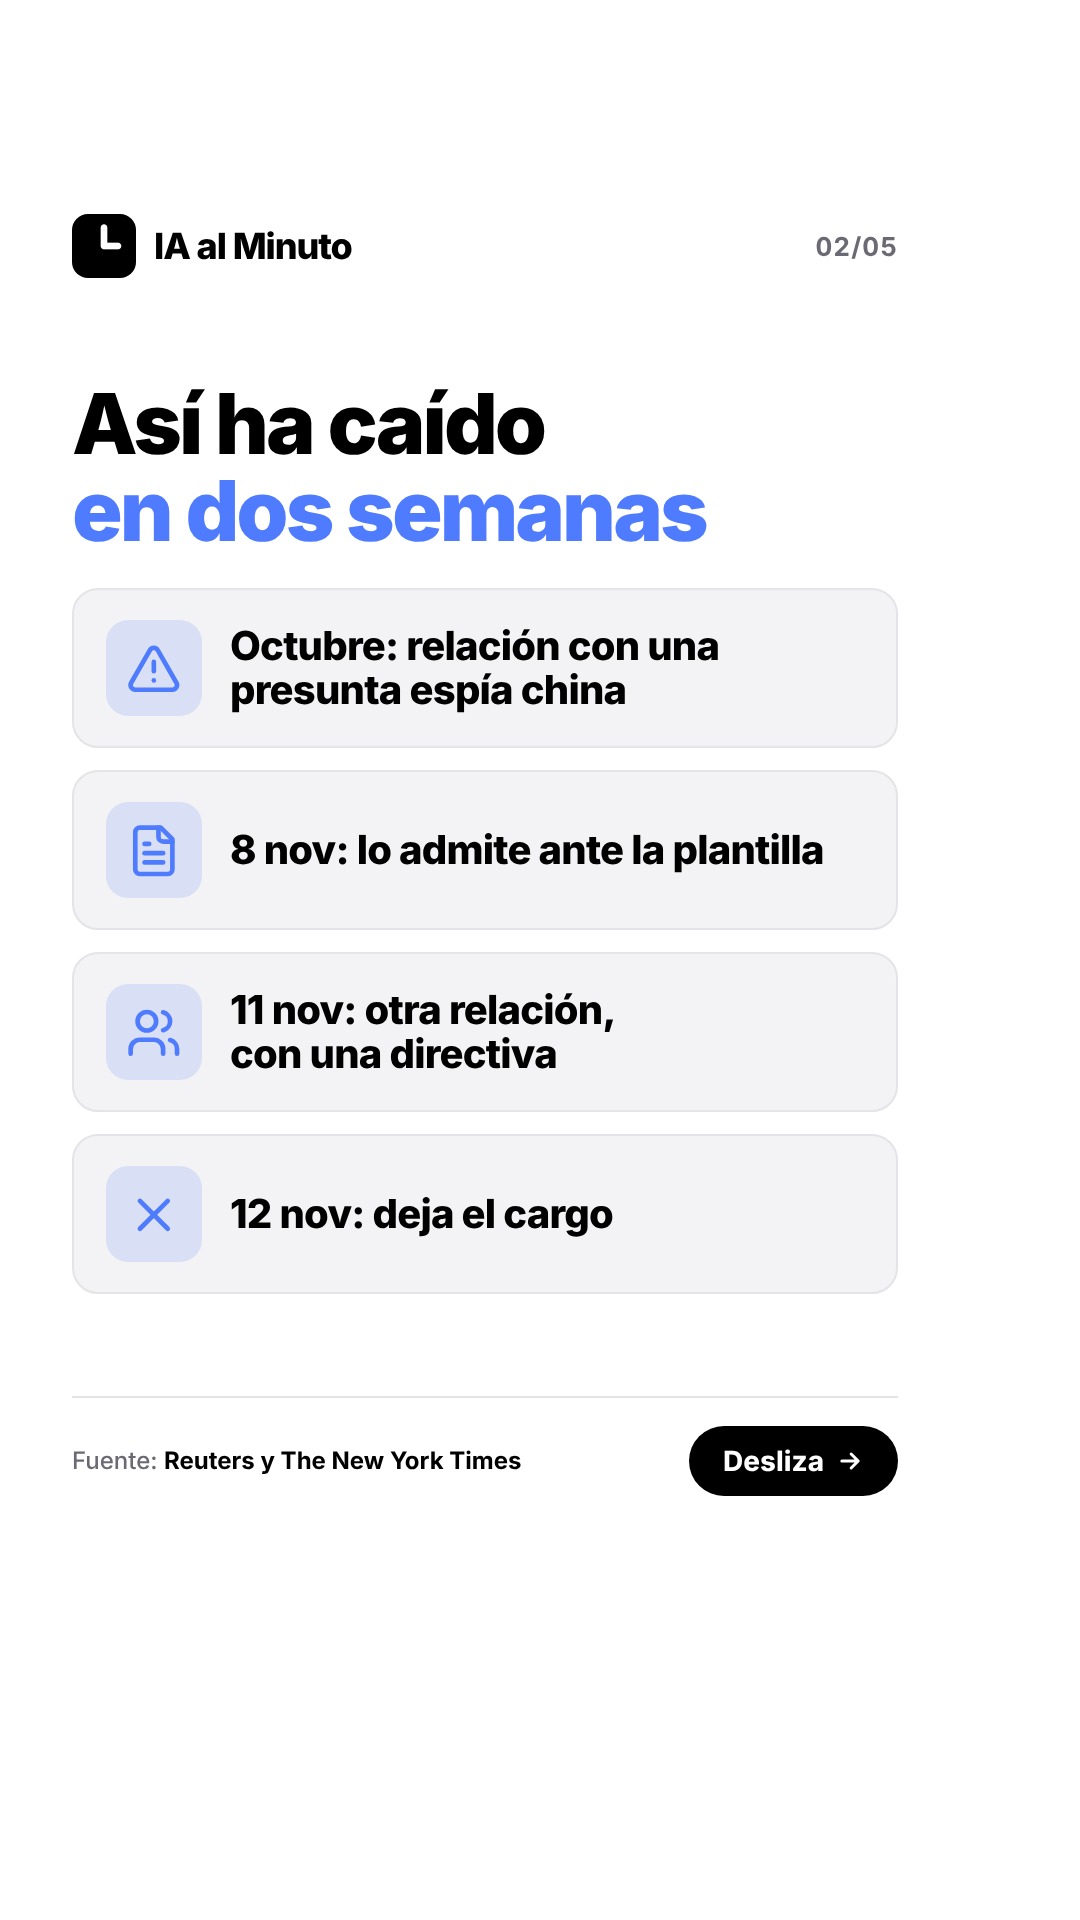 IA al Minuto
02/05
Así ha caído
en dos semanas
Octubre: relación con una
presunta espía china
8 nov: lo admite ante la plantilla
11 nov: otra relación,
con una directiva
12 nov: deja el cargo
Fuente: Reuters y The New York Times
Desliza →